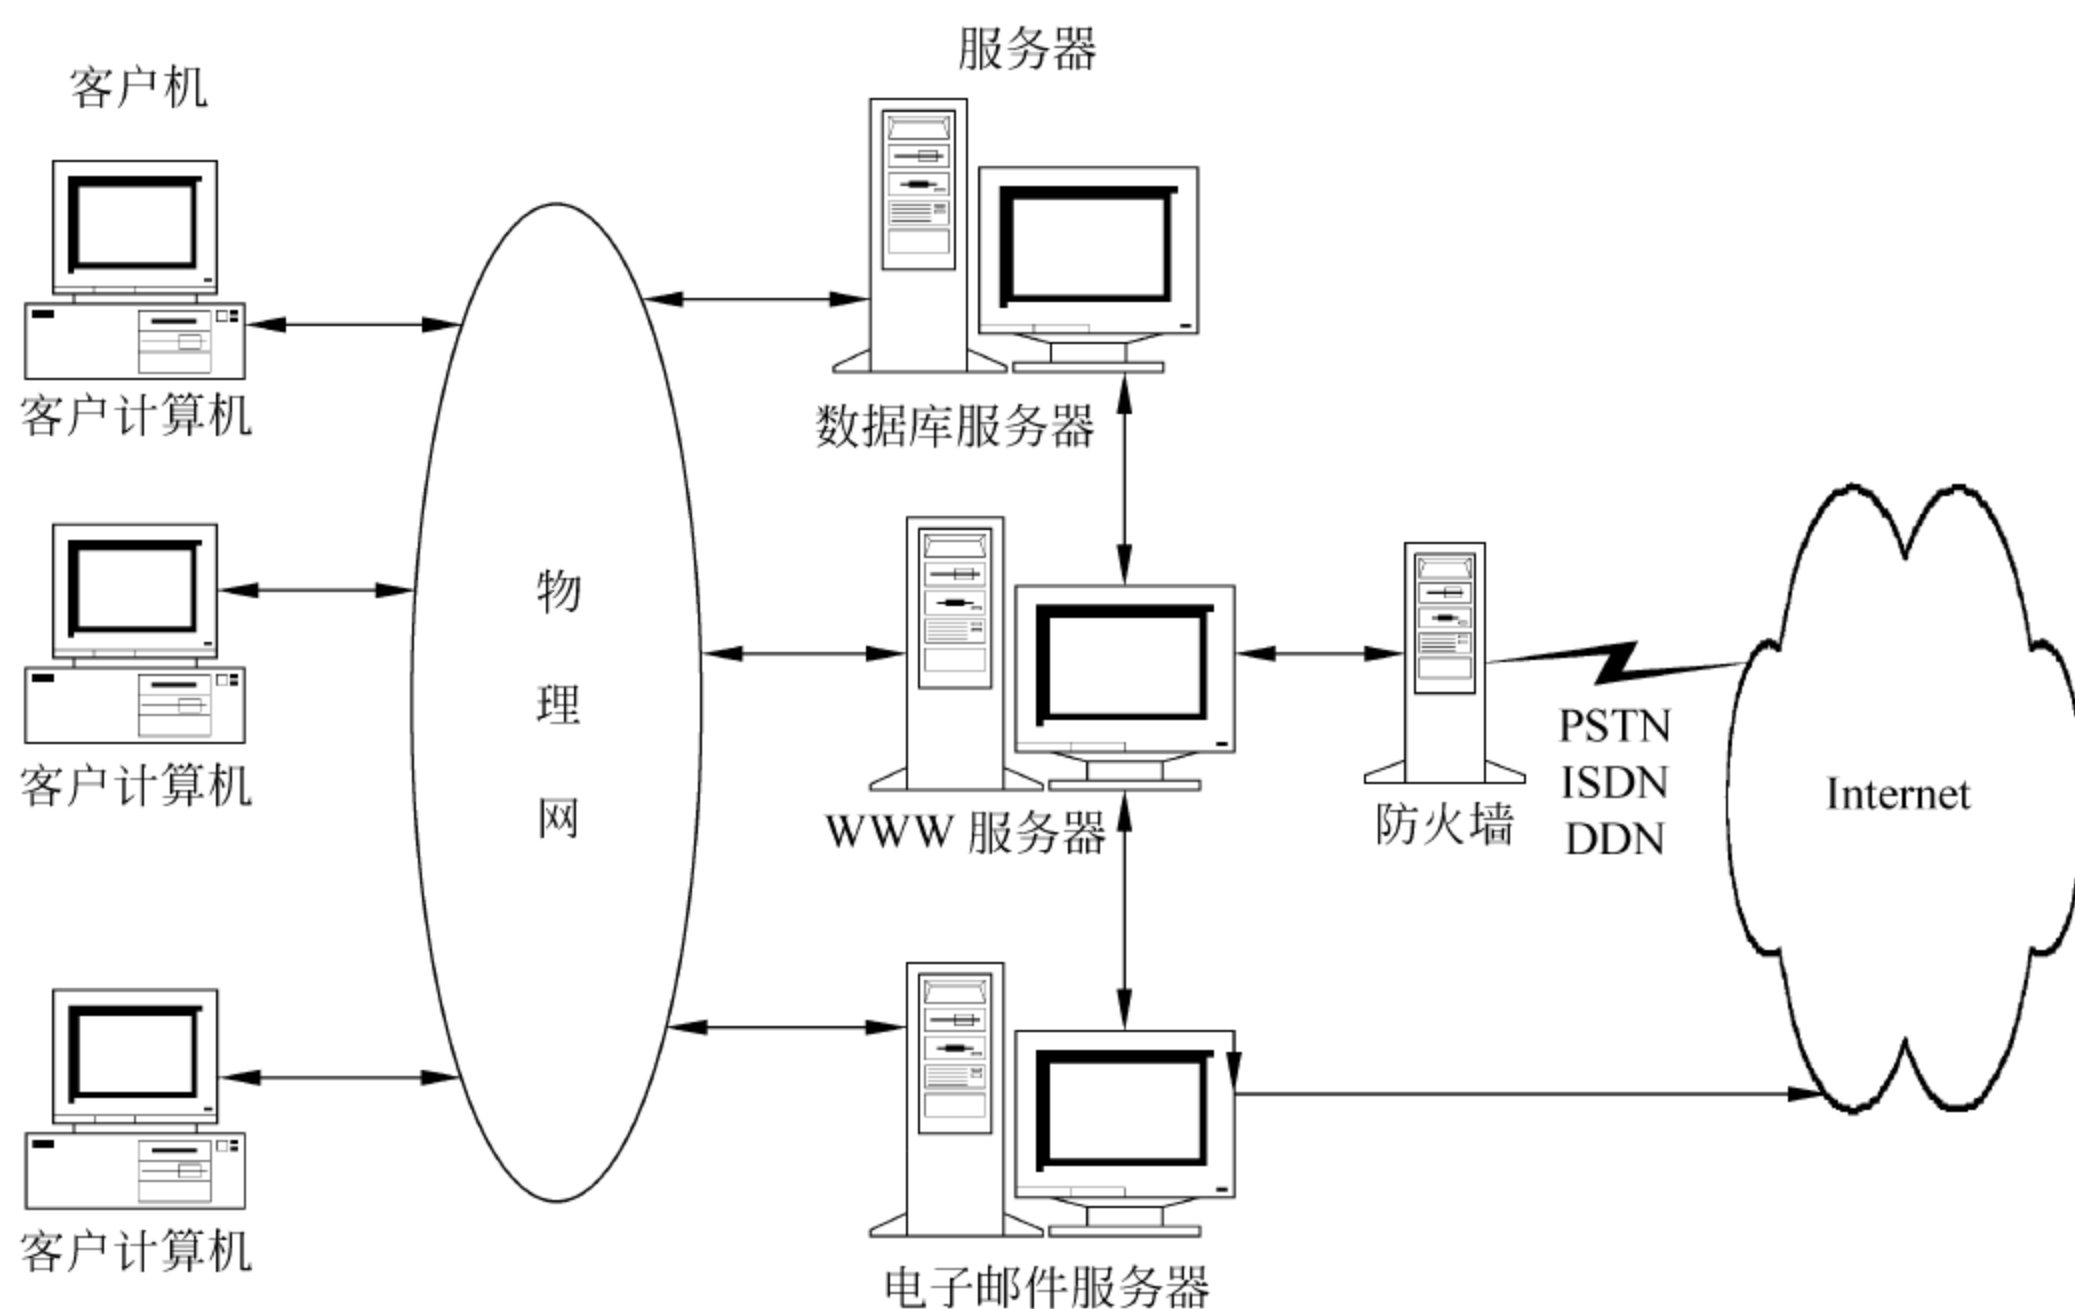 服务器
客户机
客户计算机
数据库服务器
物
理
网
PSTN
ISDN
DDN
Internet
客户计算机
WWW 服务器
防火墙
客户计算机
电子邮件服务器